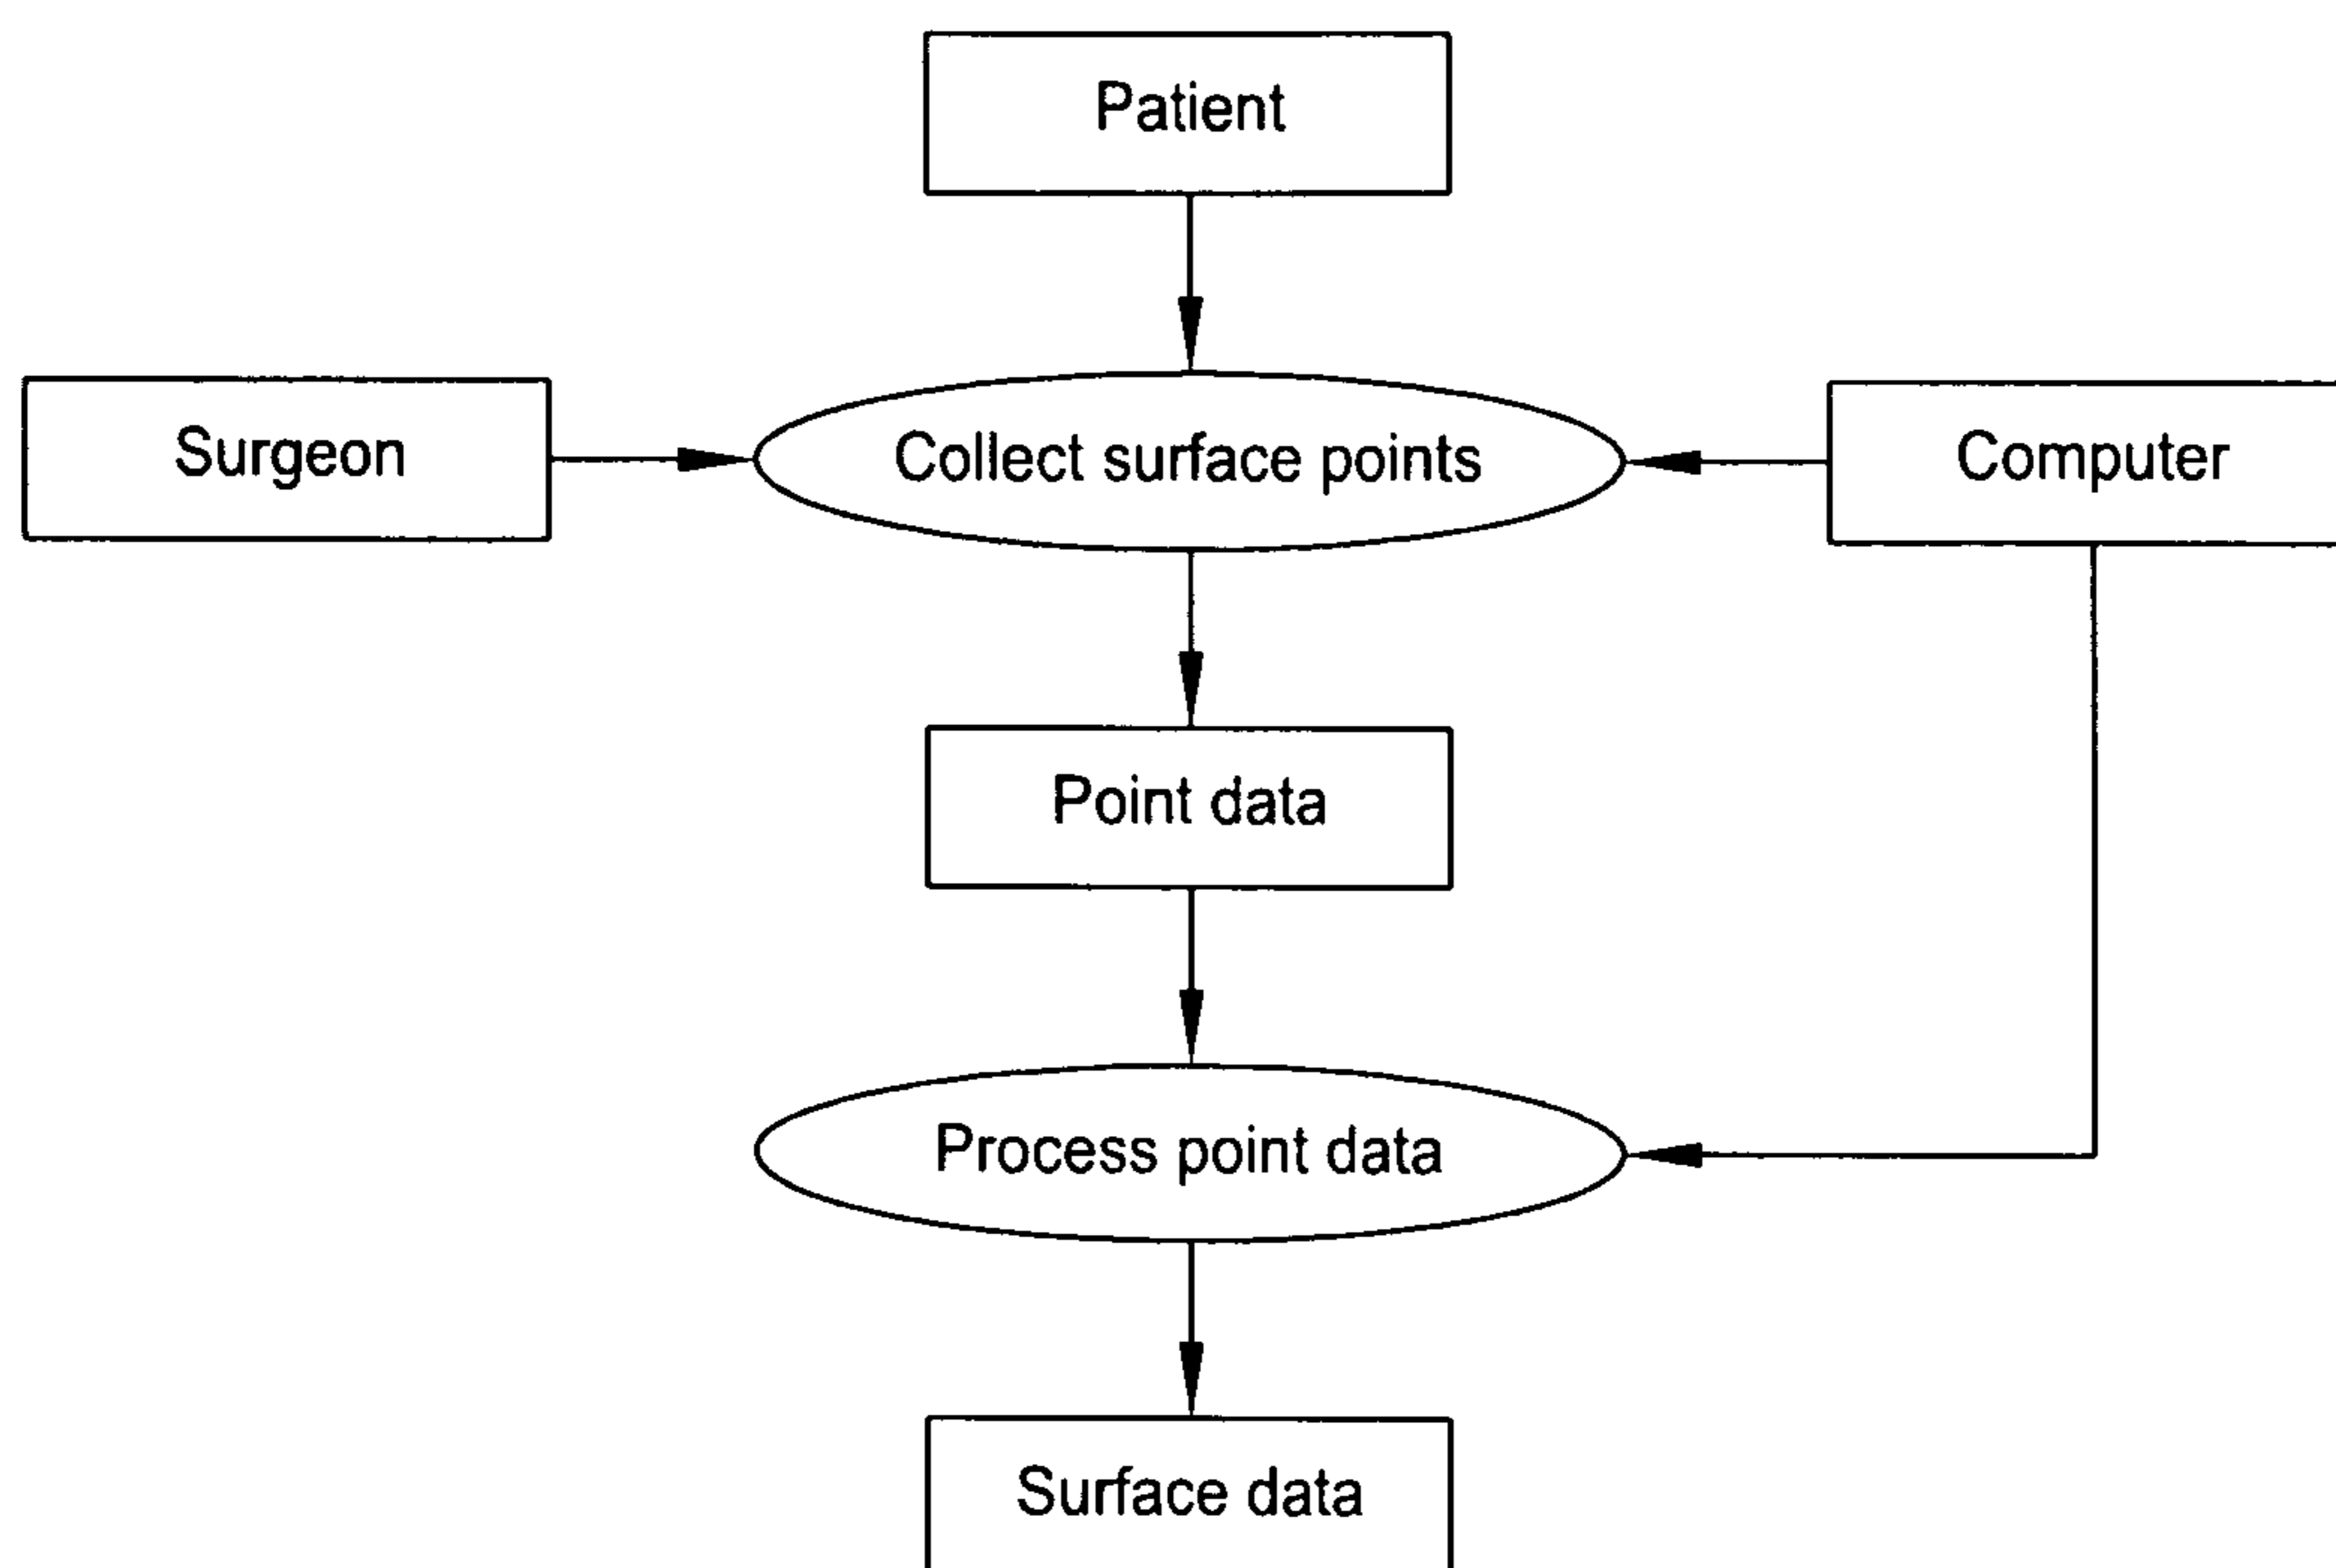 Patient
Surgeon
Collect surface points
Computer
Point data
Process point data
Surface data